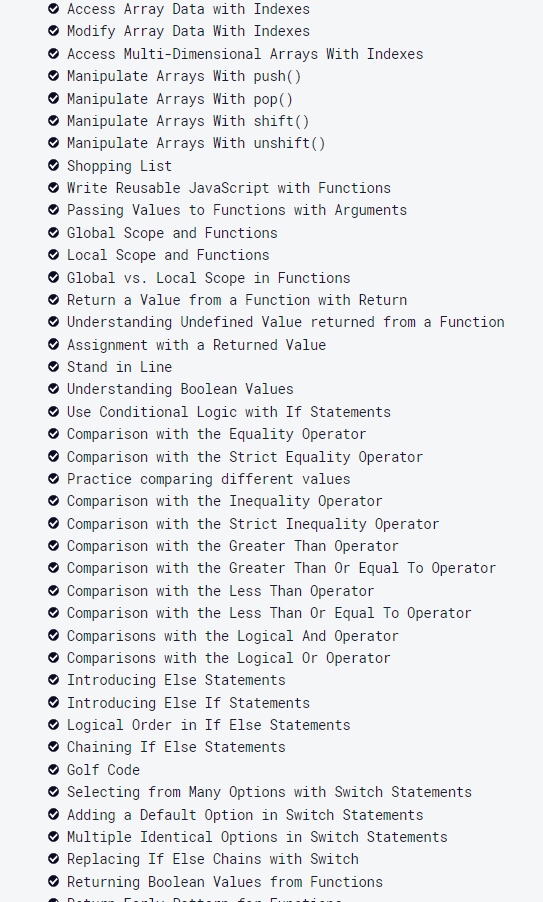 Access Array Data with Indexes
Modify Array Data With Indexes
Access Multi-Dimensional Arrays With Indexes
Manipulate Arrays With push()
Manipulate Arrays With pop()
Manipulate Arrays With shift()
Manipulate Arrays With unshift()
Shopping List
Write Reusable JavaScript with Functions
Passing Values to Functions with Arguments
Global Scope and Functions
Local Scope and Functions
Global vs. Local Scope in Functions
Return a Value from a Function with Return
Understanding Undefined Value returned from a Function
Assignment with a Returned Value
Stand in Line
Understanding Boolean Values
Use Conditional Logic with If Statements
Comparison with the Equality Operator
Comparison with the Strict Equality Operator
Practice comparing different values
Comparison with the Inequality Operator
Comparison with the Strict Inequality Operator
Comparison with the Greater Than Operator
Comparison with the Greater Than Or Equal To Operator
Comparison with the Less Than Operator
Comparison with the Less Than Or Equal To Operator
Comparisons with the Logical And Operator
Comparisons with the Logical Or Operator
Introducing Else Statements
Introducing Else If Statements
Logical Order in If Else Statements
Chaining If Else Statements
Golf Code
Selecting from Many Options with Switch Statements
Adding a Default Option in Switch Statements
Multiple Identical Options in Switch Statements
Replacing If Else Chains with Switch
Returning Boolean Values from Functions
Return Early Pattern for Functions